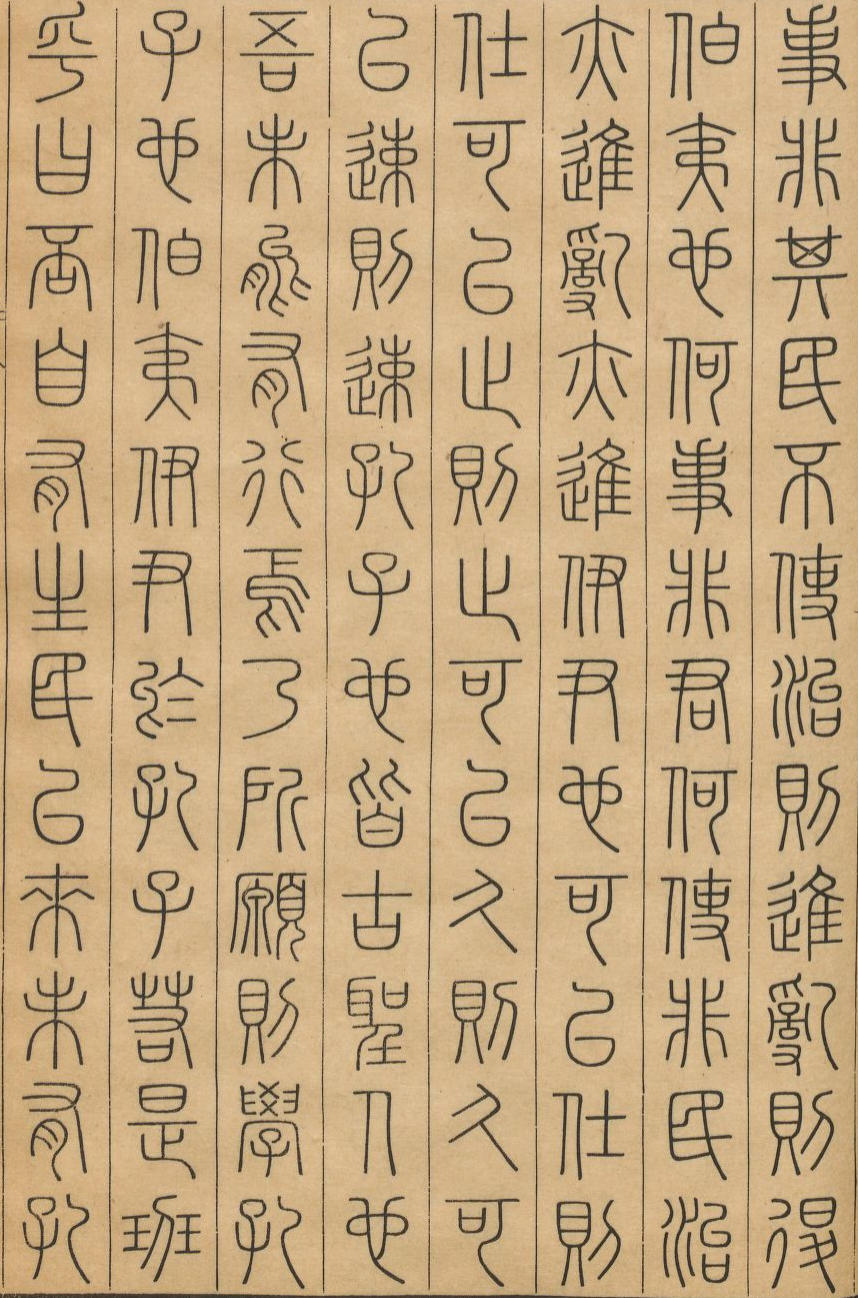 事非其民不使治則進亂則退
伯夷也何事非君何使非民治
亦進亂亦進伊尹也可以仕則
仕可以止則止可以久則久可
以速則速孔子也皆古聖人也
吾未能有行焉乃所願則學孔
子也伯夷伊尹於孔子若是班
乎曰否自有生民以來未有孔